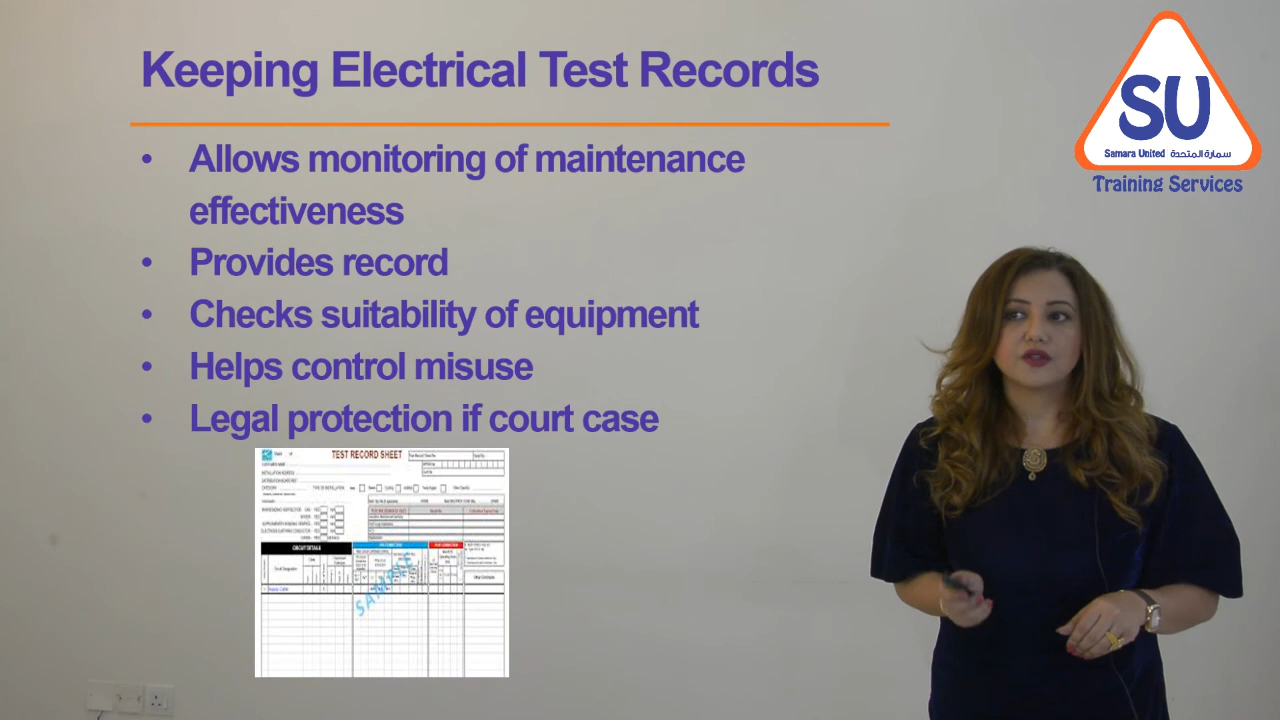 Keeping Electrical Test Records
SU
Samara United سمارة المتحدة
Training Services
• Allows monitoring of maintenance
effectiveness
• Provides record
• Checks suitability of equipment
• Helps control misuse
• Legal protection if court case
TEST RECORD SHEET
CIRCUIT DETAILS
SAMPLE